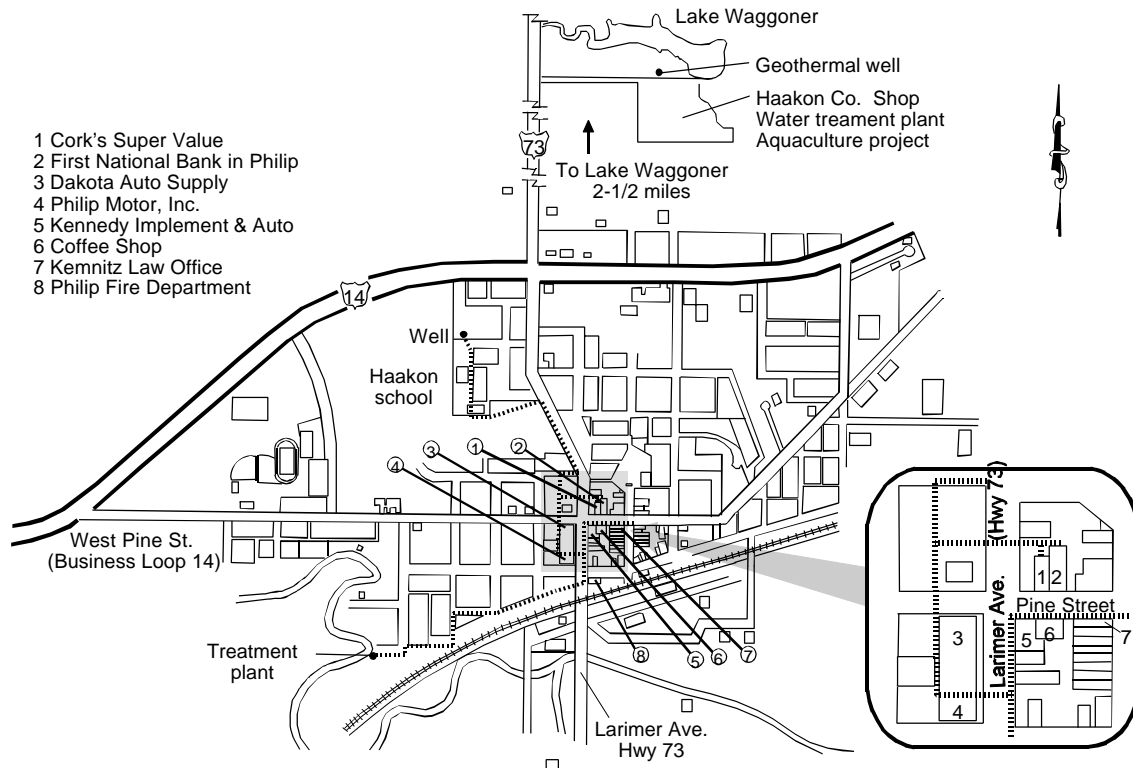 Lake Waggoner
Geothermal well
Haakon Co. Shop
Water treament plant
Aquaculture project
73
To Lake Waggoner
2-1/2 miles
1 Cork's Super Value
2 First National Bank in Philip
3 Dakota Auto Supply
4 Philip Motor, Inc.
5 Kennedy Implement & Auto
6 Coffee Shop
7 Kemnitz Law Office
8 Philip Fire Department
14
Well
Haakon
school
1
2
3
4
West Pine St.
(Business Loop 14)
Treatment
plant
8
5
6
7
Larimer Ave.
Hwy 73
Larimer Ave.
(Hwy 73)
1 2
Pine Street
3
5
6
7
4